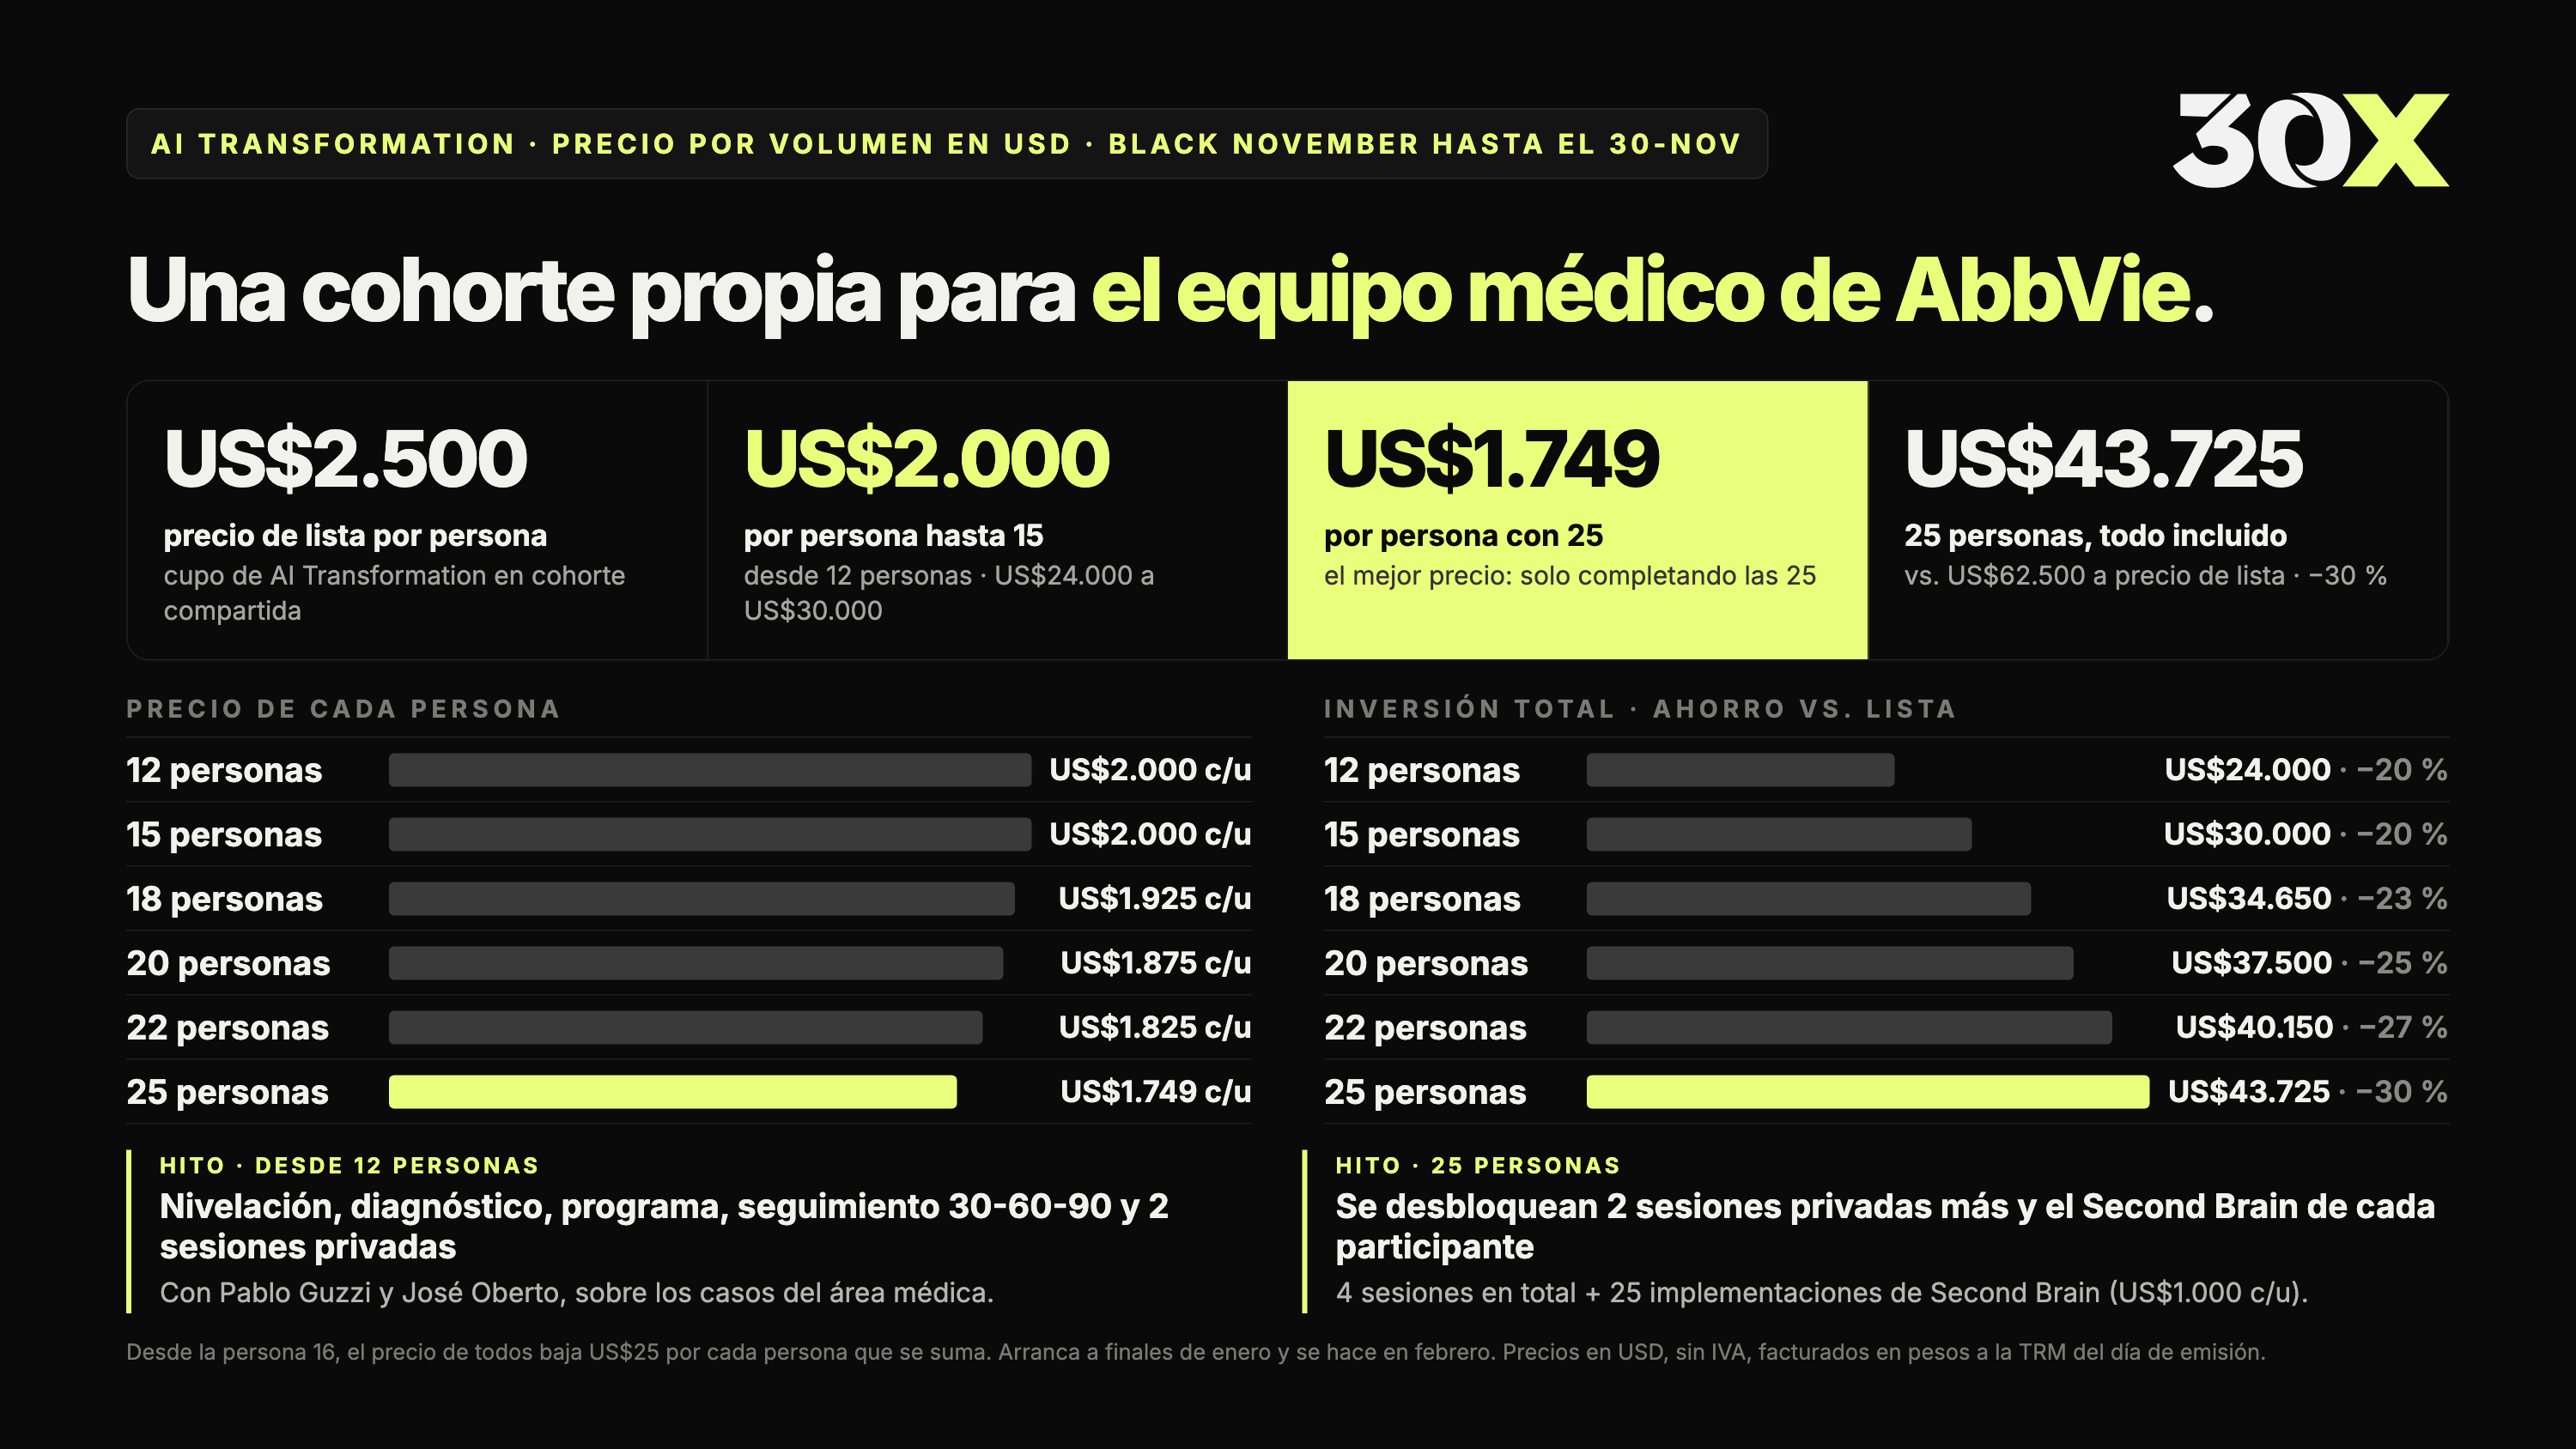 AI TRANSFORMATION · PRECIO POR VOLUMEN EN USD · BLACK NOVEMBER HASTA EL 30-NOV
30X
Una cohorte propia para el equipo médico de AbbVie.
US$2.500
precio de lista por persona
cupo de AI Transformation en cohorte
compartida
US$2.000
por persona hasta 15
desde 12 personas · US$24.000 a
US$30.000
US$1.749
por persona con 25
el mejor precio: solo completando las 25
US$43.725
25 personas, todo incluido
vs. US$62.500 a precio de lista · −30 %
PRECIO DE CADA PERSONA
12 personas US$2.000 c/u
15 personas US$2.000 c/u
18 personas US$1.925 c/u
20 personas US$1.875 c/u
22 personas US$1.825 c/u
25 personas US$1.749 c/u
INVERSIÓN TOTAL · AHORRO VS. LISTA
12 personas US$24.000 · −20 %
15 personas US$30.000 · −20 %
18 personas US$34.650 · −23 %
20 personas US$37.500 · −25 %
22 personas US$40.150 · −27 %
25 personas US$43.725 · −30 %
HITO · DESDE 12 PERSONAS
Nivelación, diagnóstico, programa, seguimiento 30-60-90 y 2
sesiones privadas
Con Pablo Guzzi y José Oberto, sobre los casos del área médica.
HITO · 25 PERSONAS
Se desbloquean 2 sesiones privadas más y el Second Brain de cada
participante
4 sesiones en total + 25 implementaciones de Second Brain (US$1.000 c/u).
Desde la persona 16, el precio de todos baja US$25 por cada persona que se suma. Arranca a finales de enero y se hace en febrero. Precios en USD, sin IVA, facturados en pesos a la TRM del día de emisión.